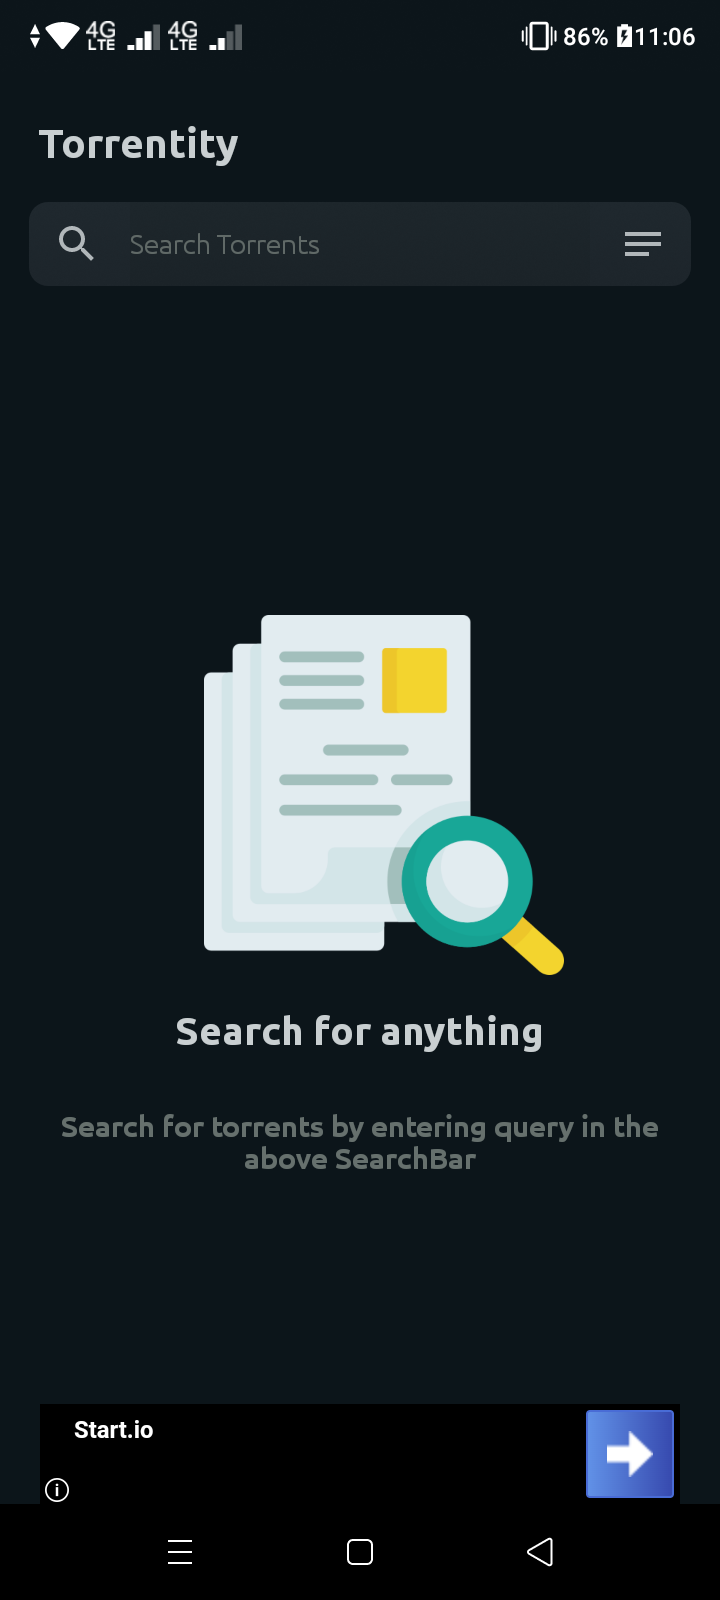 4G LTE 4G LTE 86% 11:06
Torrentity
Search Torrents
Search for anything
Search for torrents by entering query in the
above SearchBar
Start.io